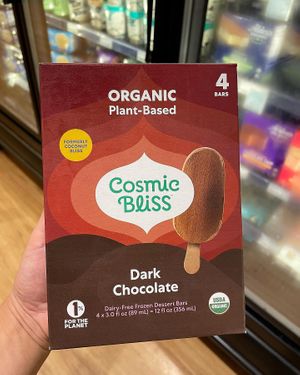 ORGANIC
Plant-Based
4
BARS
FORMERLY
COCONUT
BLISS
Cosmic
BLiSS
Dark
Chocolate
Dairy-Free Frozen Dessert Bars
4 x 3.0 fl oz (89 mL) = 12 fl oz (356 mL)
1%
FOR THE
PLANET
USDA
ORGANIC